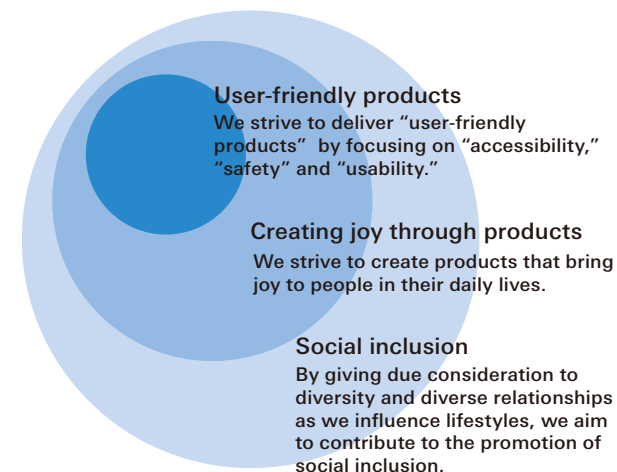 User-friendly products
We strive to deliver “user-friendly
products”  by focusing on “accessibility,”
“safety” and “usability.”
Creating joy through products
We strive to create products that bring
joy to people in their daily lives.
Social inclusion
By giving due consideration to
diversity and diverse relationships
as we influence lifestyles, we aim
to contribute to the promotion of
social inclusion.